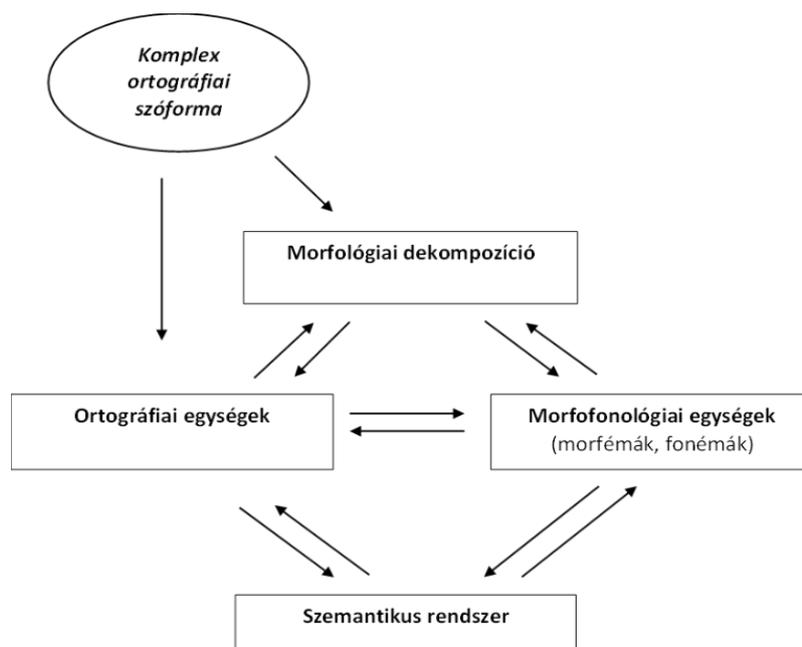 Komplex
ortográfiai
szóforma
Morfológiai dekompozíció
Ortográfiai egységek
Morfofonológiai egységek
(morfémák, fonémák)
Szemantikus rendszer